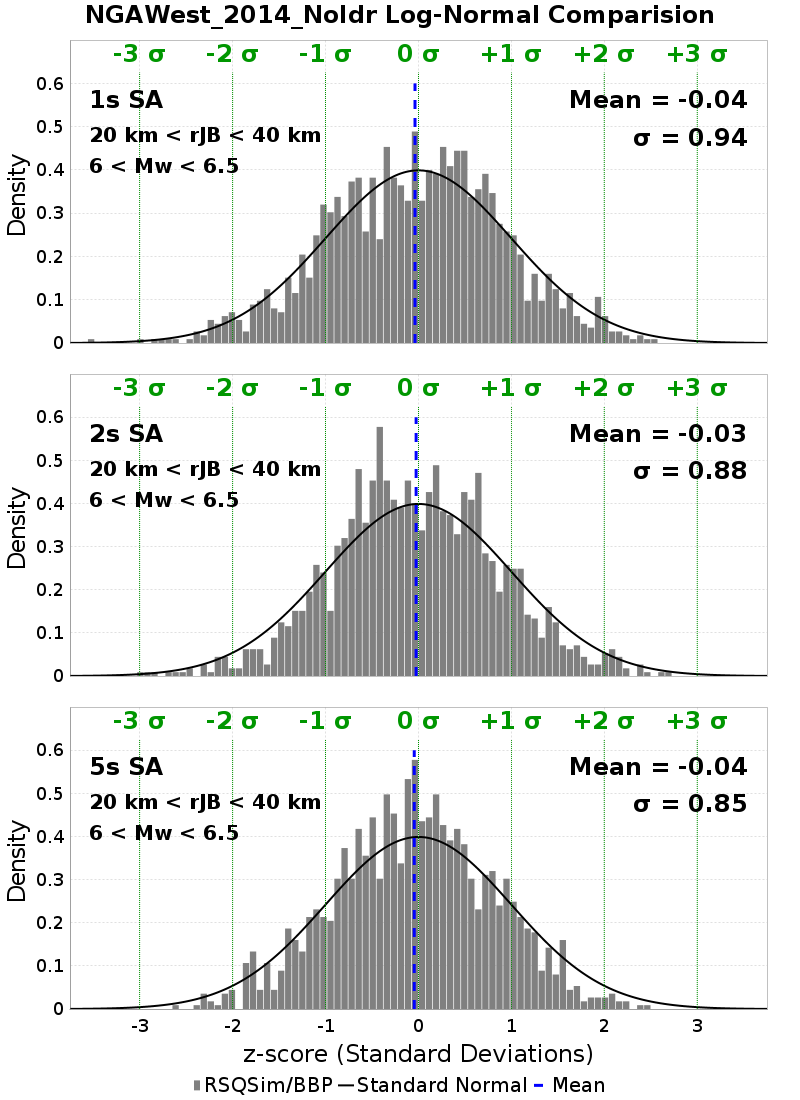 NGAWest_2014_NoIdr Log-Normal Comparision
-3 σ -2 σ -1 σ 0 σ +1 σ +2 σ +3 σ
0.6
1s SA Mean = -0.04
0.5
20 km < rJB < 40 km σ = 0.94
6 < Mw < 6.5
0.4
Density
0.3
0.2
0.1
0
-3 σ -2 σ -1 σ 0 σ +1 σ +2 σ +3 σ
0.6
2s SA Mean = -0.03
0.5
20 km < rJB < 40 km σ = 0.88
6 < Mw < 6.5
0.4
Density
0.3
0.2
0.1
0
-3 σ -2 σ -1 σ 0 σ +1 σ +2 σ +3 σ
0.6
5s SA Mean = -0.04
0.5
20 km < rJB < 40 km σ = 0.85
6 < Mw < 6.5
0.4
Density
0.3
0.2
0.1
0
-3 -2 -1 0 1 2 3
z-score (Standard Deviations)
RSQSim/BBP Standard Normal Mean